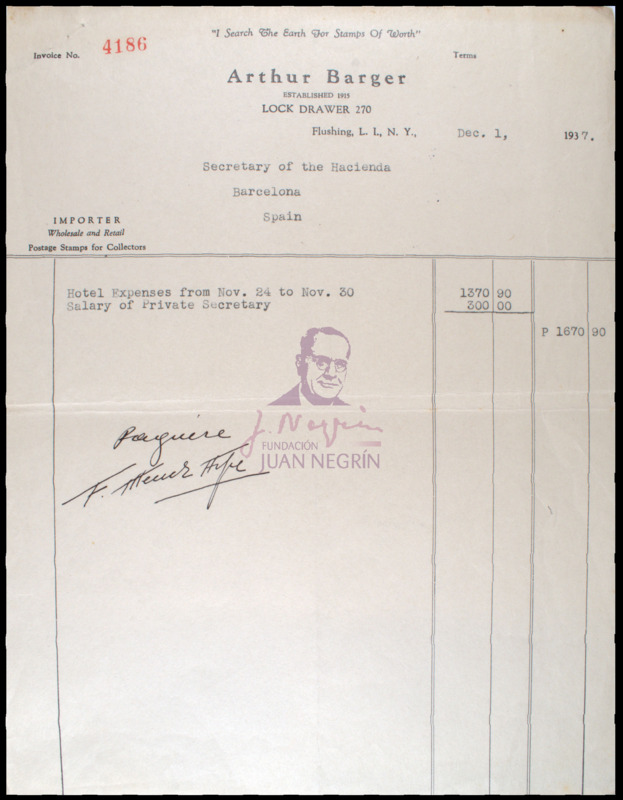 "I Search The Earth For Stamps Of Worth"
Invoice No. 4186
Terms
Arthur Barger
ESTABLISHED 1915
LOCK DRAWER 270
Flushing, L. I., N. Y., Dec. 1, 1937.
Secretary of the Hacienda
Barcelona
Spain
IMPORTER
Wholesale and Retail
Postage Stamps for Collectors
Hotel Expenses from Nov. 24 to Nov. 30 1370 90
Salary of Private Secretary 300 00
P 1670 90
Páguese
J. Negrín
FUNDACIÓN
JUAN NEGRÍN
F.